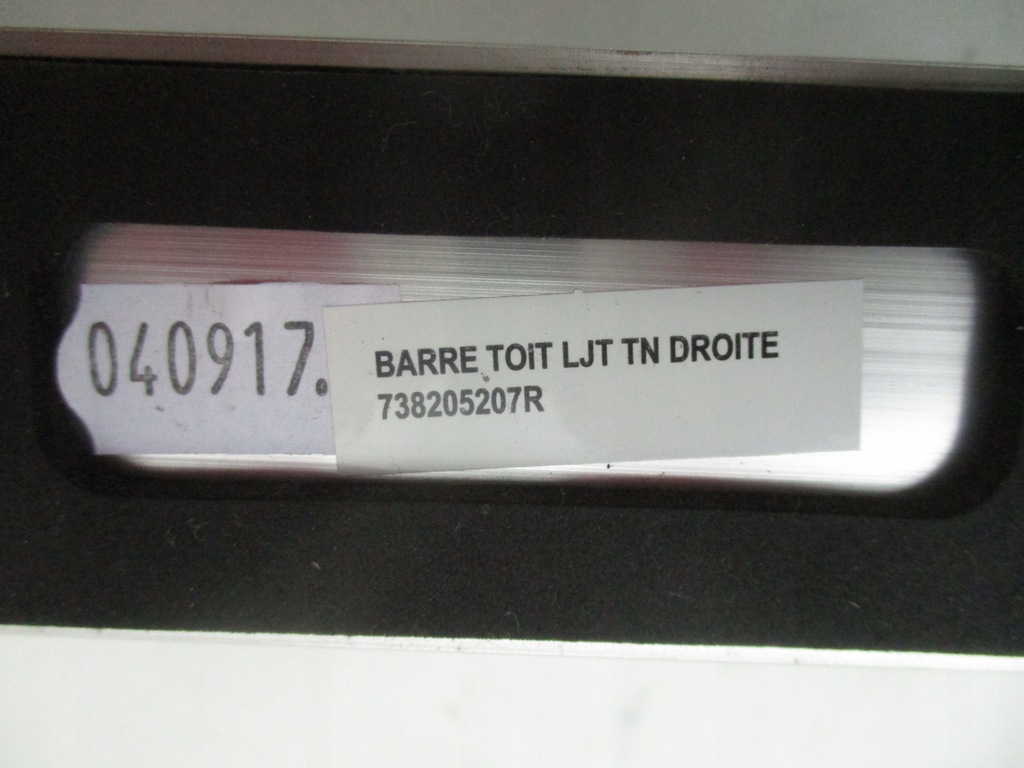 040917.
BARRE TOIT LJT TN DROITE
738205207R